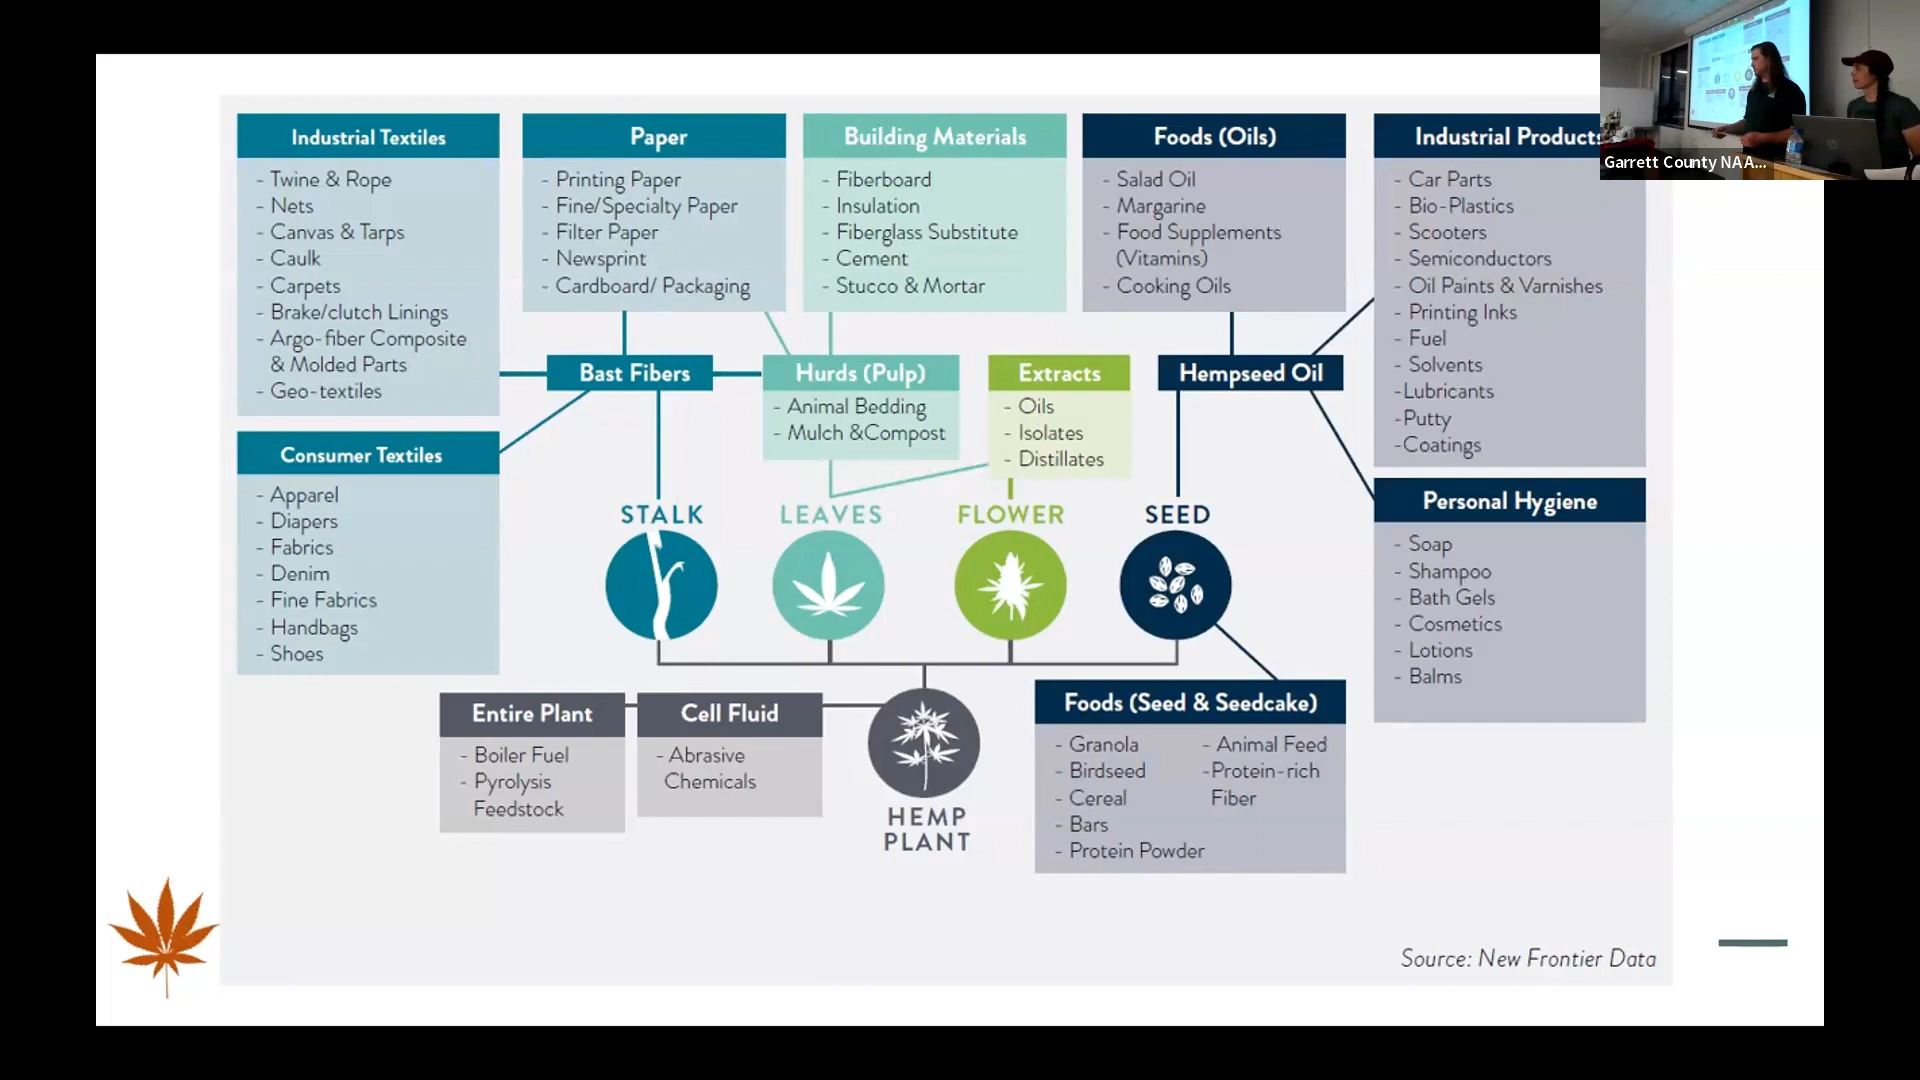 Garrett County NAA...
Industrial Textiles
- Twine & Rope
- Nets
- Canvas & Tarps
- Caulk
- Carpets
- Brake/clutch Linings
- Argo-fiber Composite
& Molded Parts
- Geo-textiles
Paper
- Printing Paper
- Fine/Specialty Paper
- Filter Paper
- Newsprint
- Cardboard/ Packaging
Building Materials
- Fiberboard
- Insulation
- Fiberglass Substitute
- Cement
- Stucco & Mortar
Foods (Oils)
- Salad Oil
- Margarine
- Food Supplements
(Vitamins)
- Cooking Oils
Industrial Products
- Car Parts
- Bio-Plastics
- Scooters
- Semiconductors
- Oil Paints & Varnishes
- Printing Inks
- Fuel
- Solvents
-Lubricants
-Putty
-Coatings
Bast Fibers
Hurds (Pulp)
- Animal Bedding
- Mulch &Compost
Extracts
- Oils
- Isolates
- Distillates
Hempseed Oil
Consumer Textiles
- Apparel
- Diapers
- Fabrics
- Denim
- Fine Fabrics
- Handbags
- Shoes
STALK
LEAVES
FLOWER
SEED
Personal Hygiene
- Soap
- Shampoo
- Bath Gels
- Cosmetics
- Lotions
- Balms
Entire Plant
- Boiler Fuel
- Pyrolysis
Feedstock
Cell Fluid
- Abrasive
Chemicals
HEMP
PLANT
Foods (Seed & Seedcake)
- Granola
- Birdseed
- Cereal
- Bars
- Protein Powder
- Animal Feed
-Protein-rich
Fiber
Source: New Frontier Data